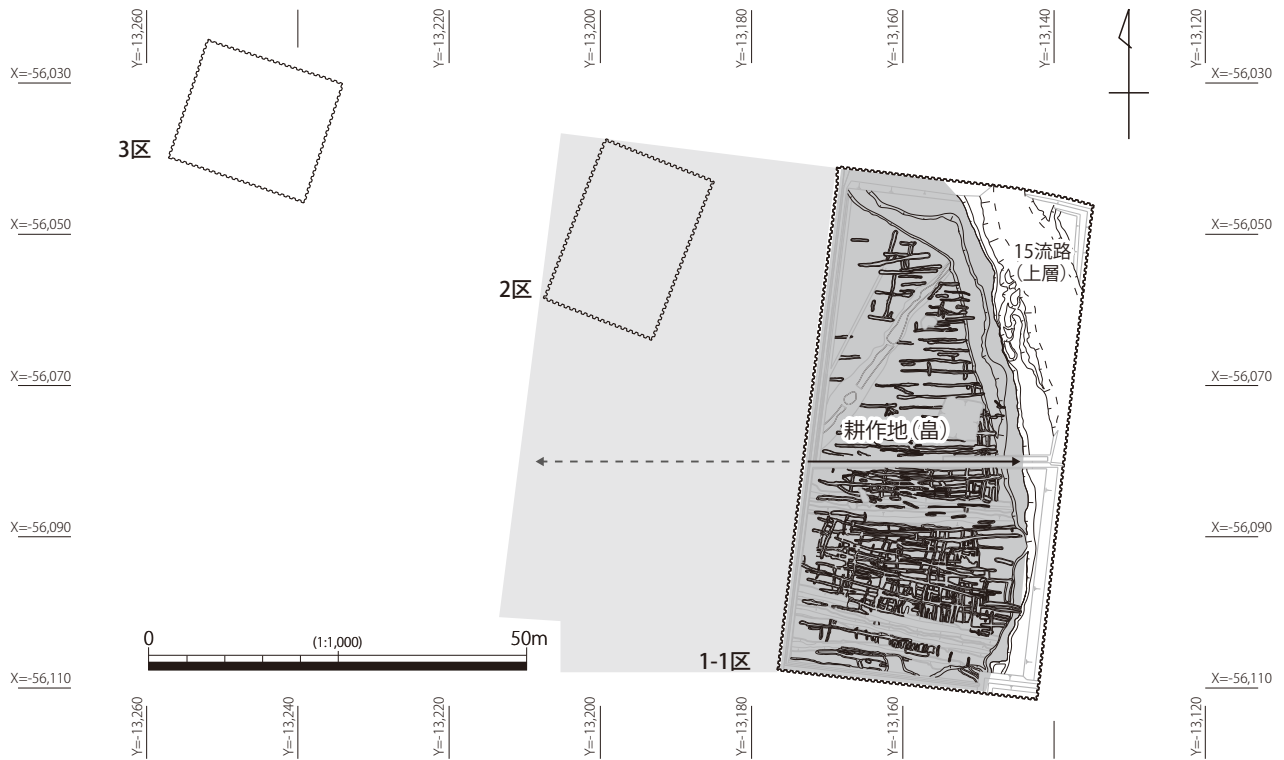 Y=-13,260
Y=-13,220
Y=-13,200
Y=-13,180
Y=-13,160
Y=-13,140
Y=-13,120
X=-56,030
X=-56,030
3区
X=-56,050
X=-56,050
15流路
(上層)
2区
X=-56,070
X=-56,070
耕作地(畠)
X=-56,090
X=-56,090
0
(1:1,000)
50m
1-1区
X=-56,110
X=-56,110
Y=-13,260
Y=-13,240
Y=-13,220
Y=-13,200
Y=-13,180
Y=-13,160
Y=-13,120